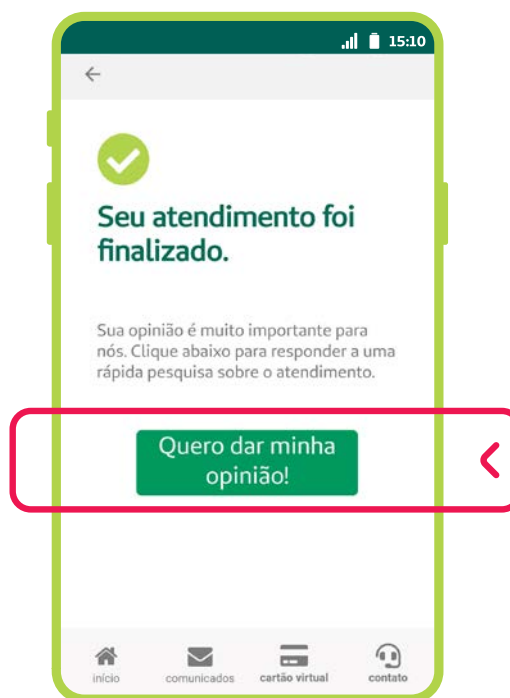 15:10
Seu atendimento foi
finalizado.
Sua opinião é muito importante para
nós. Clique abaixo para responder a uma
rápida pesquisa sobre o atendimento.
Quero dar minha
opinião!
início comunicados cartão virtual contato